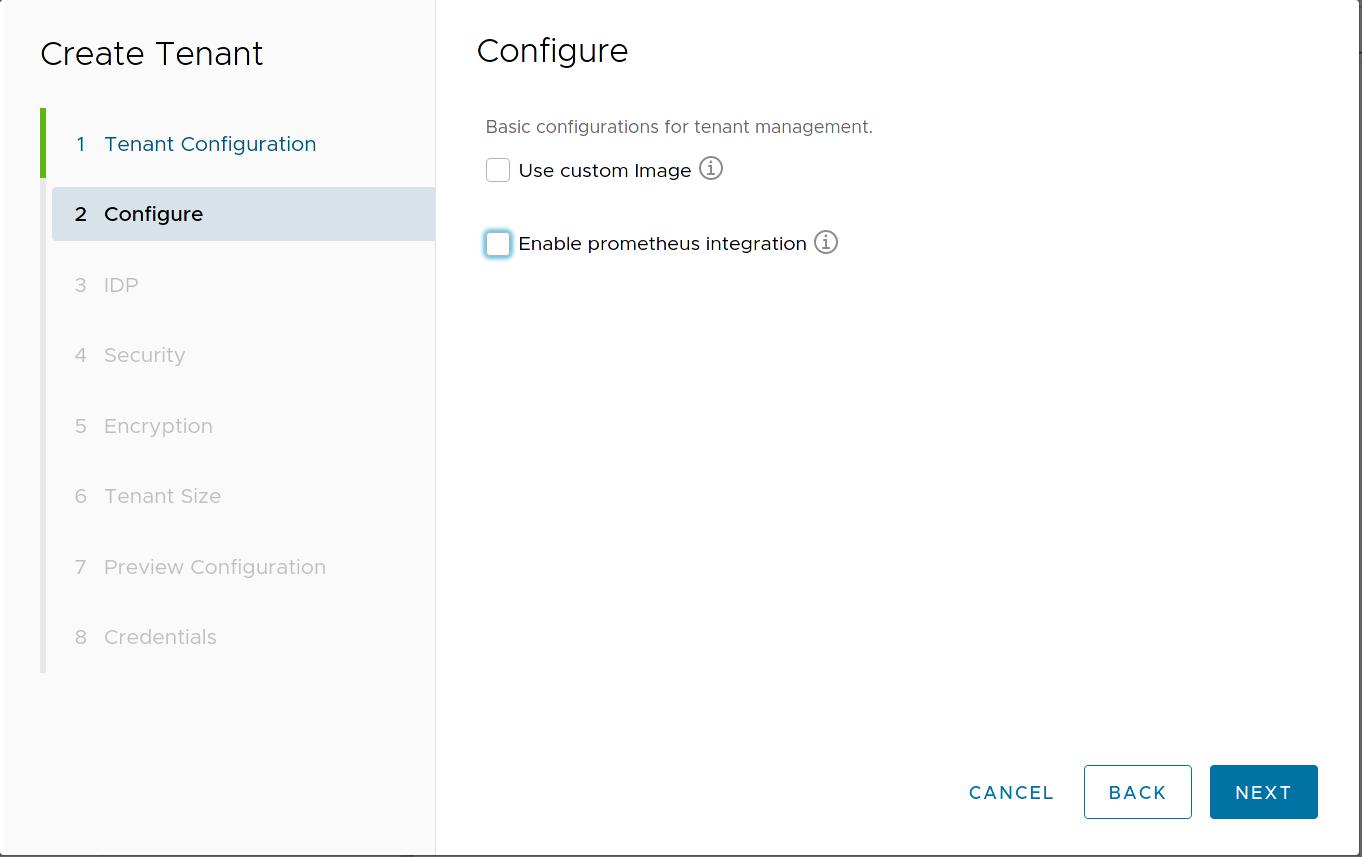 Create Tenant
1 Tenant Configuration
2 Configure
3 IDP
4 Security
5 Encryption
6 Tenant Size
7 Preview Configuration
8 Credentials
Configure
Basic configurations for tenant management.
Use custom Image
Enable prometheus integration
CANCEL BACK NEXT